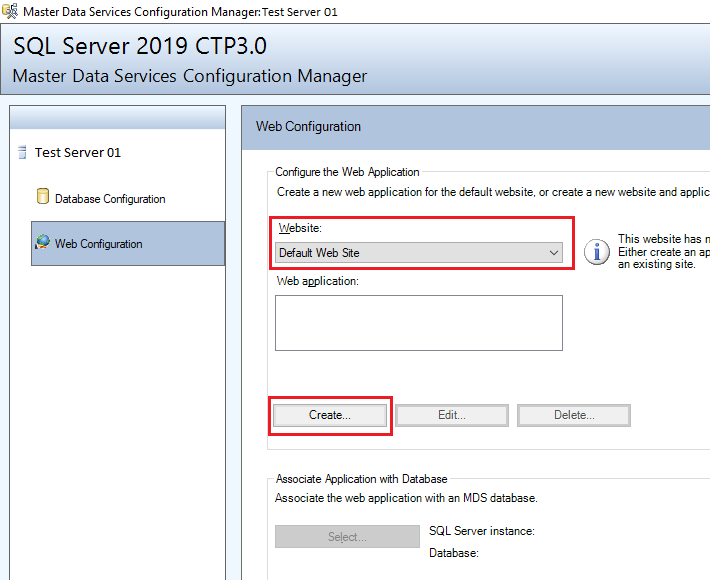 Master Data Services Configuration Manager:Test Server 01
SQL Server 2019 CTP3.0
Master Data Services Configuration Manager
Test Server 01
Database Configuration
Web Configuration
Web Configuration
Configure the Web Application
Create a new web application for the default website, or create a new website and applic
Website:
Default Web Site
This website has n
Either create an ap
an existing site.
Web application:
Create...
Edit...
Delete...
Associate Application with Database
Associate the web application with an MDS database.
Select...
SQL Server instance:
Database: